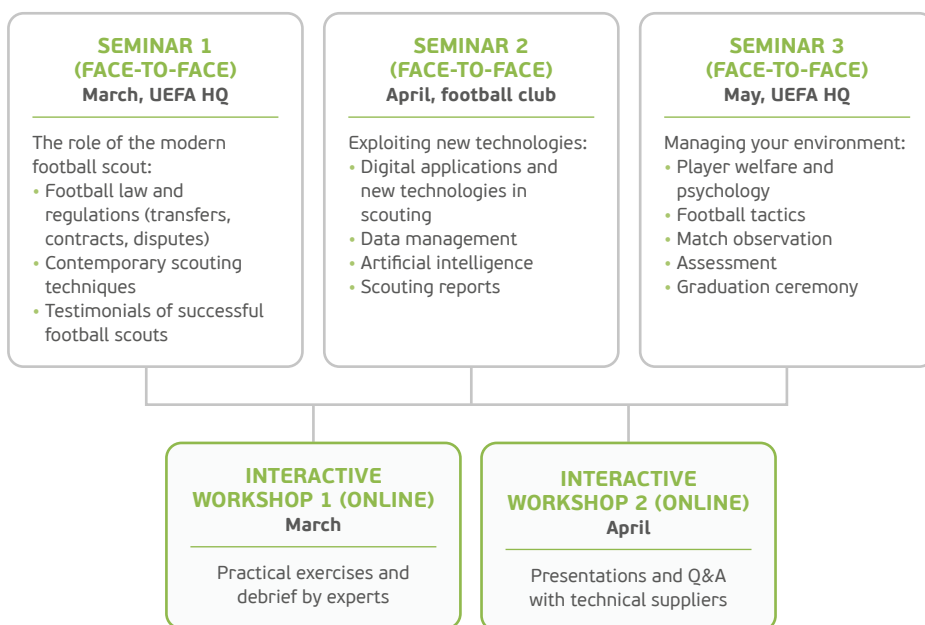 SEMINAR 1
(FACE-TO-FACE)
March, UEFA HQ
The role of the modern
football scout:
• Football law and
regulations (transfers,
contracts, disputes)
• Contemporary scouting
techniques
• Testimonials of successful
football scouts
SEMINAR 2
(FACE-TO-FACE)
April, football club
Exploiting new technologies:
• Digital applications and
new technologies in
scouting
• Data management
• Artificial intelligence
• Scouting reports
SEMINAR 3
(FACE-TO-FACE)
May, UEFA HQ
Managing your environment:
• Player welfare and
psychology
• Football tactics
• Match observation
• Assessment
• Graduation ceremony
INTERACTIVE
WORKSHOP 1 (ONLINE)
March
Practical exercises and
debrief by experts
INTERACTIVE
WORKSHOP 2 (ONLINE)
April
Presentations and Q&A
with technical suppliers